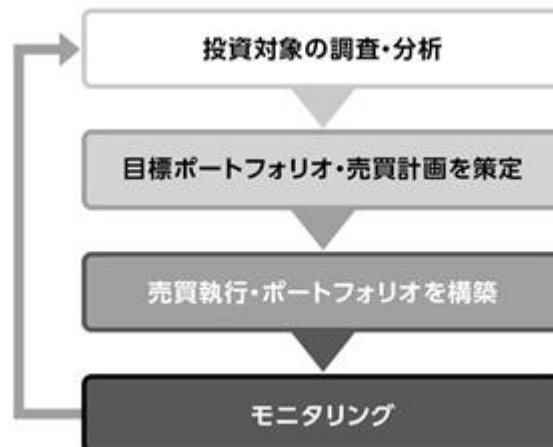 投資対象の調査・分析
目標ポートフォリオ・売買計画を策定
売買執行・ポートフォリオを構築
モニタリング